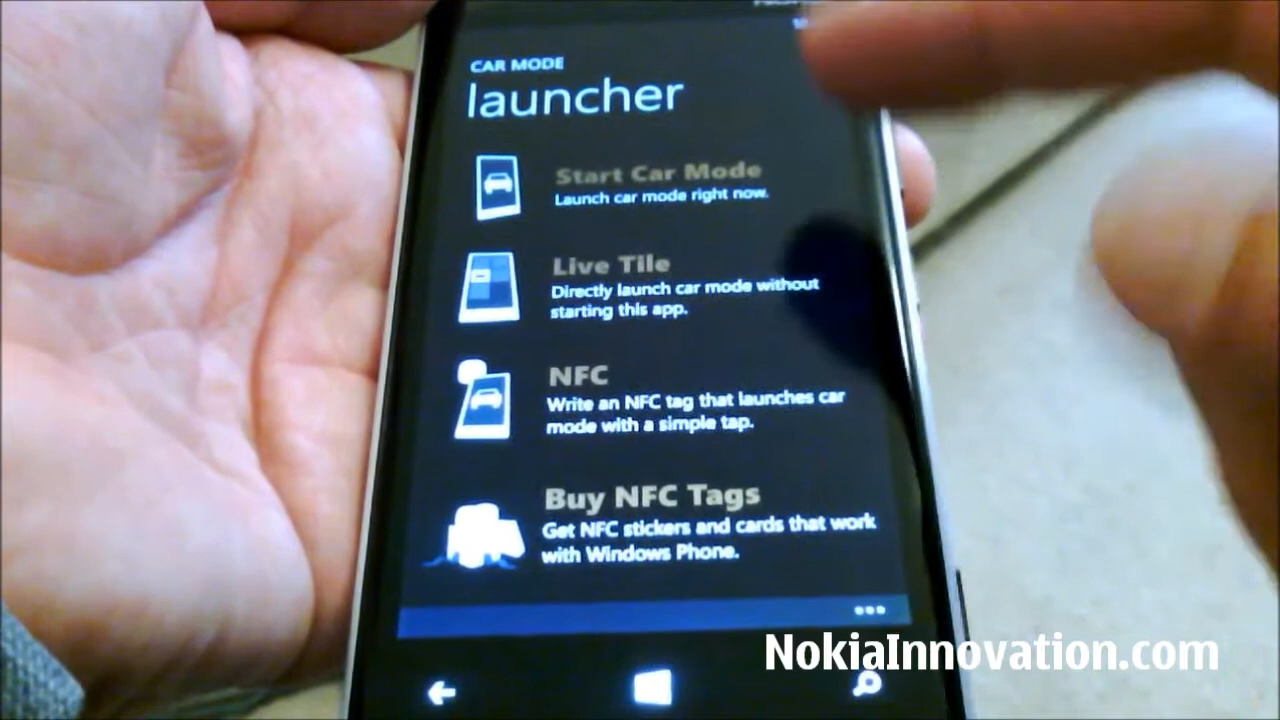 CAR MODE
launcher
Start Car Mode
Launch car mode right now.
Live Tile
Directly launch car mode without
starting this app.
NFC
Write an NFC tag that launches car
mode with a simple tap.
Buy NFC Tags
Get NFC stickers and cards that work
with Windows Phone.
NokiaInnovation.com